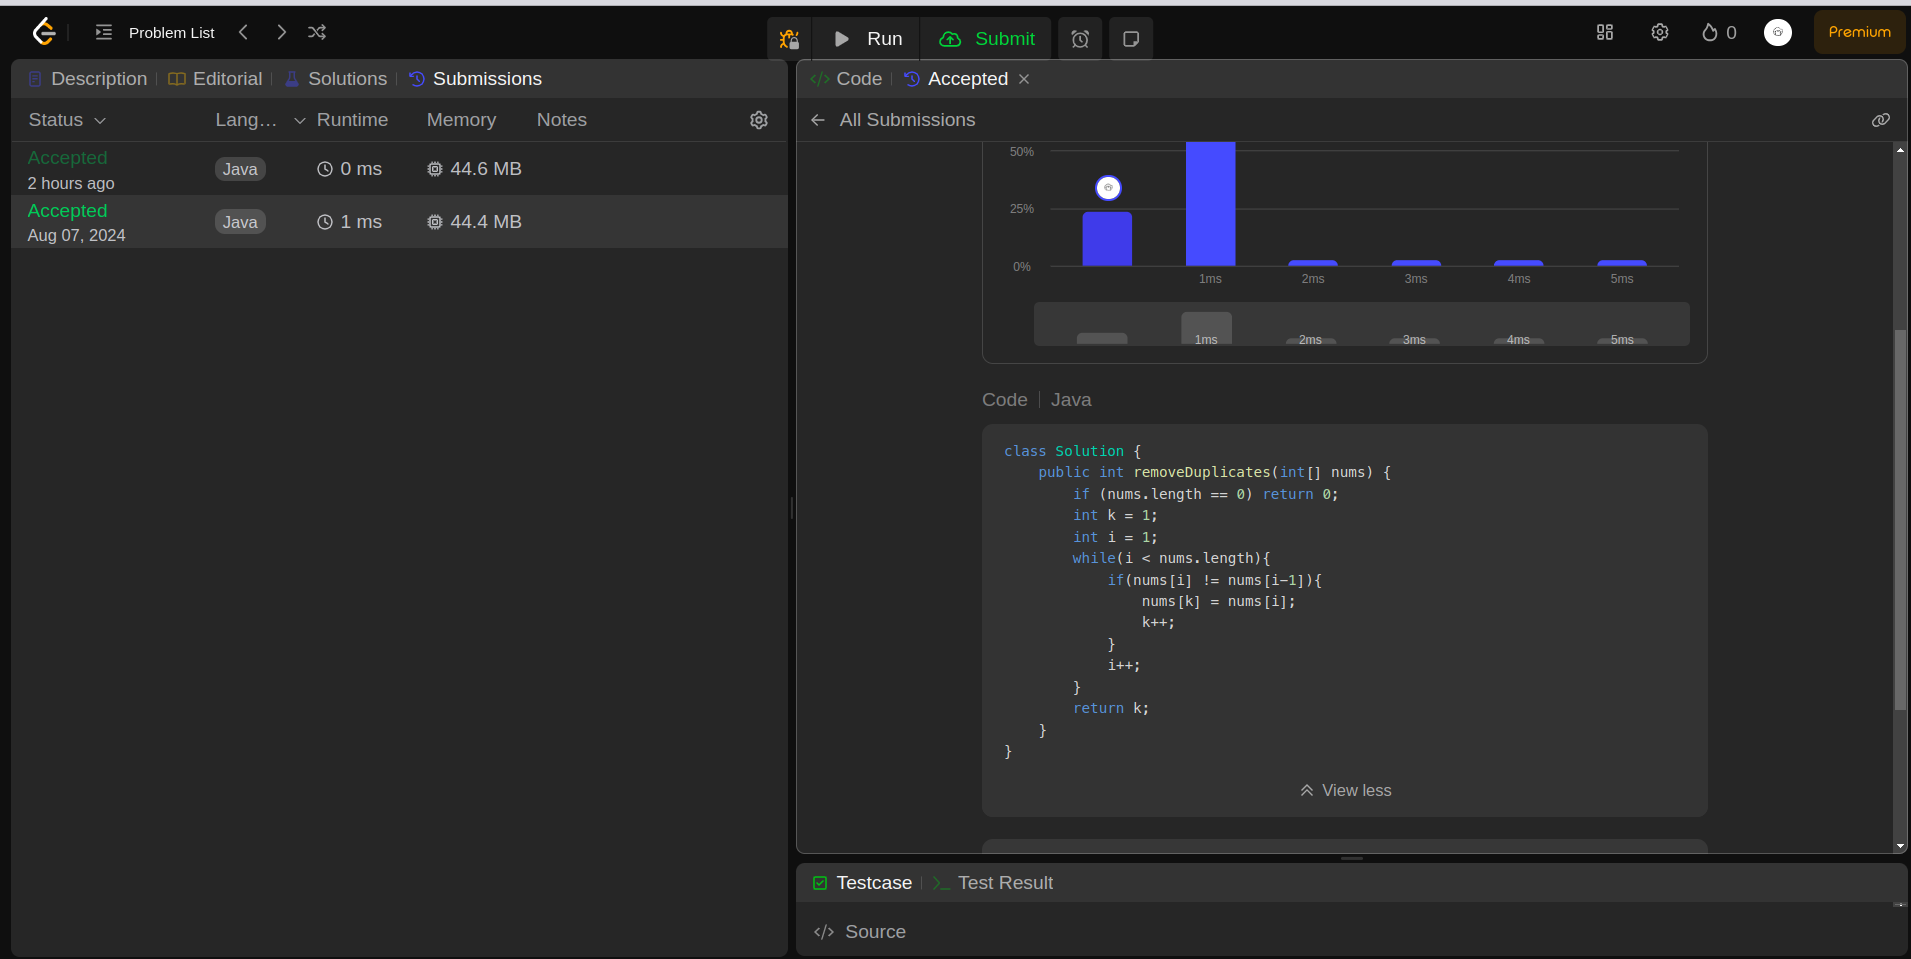 Problem List
Run
Submit
0
Premium
Description
Editorial
Solutions
Submissions
Status
Lang...
Runtime
Memory
Notes
Accepted
2 hours ago
Java
0 ms
44.6 MB
Accepted
Aug 07, 2024
Java
1 ms
44.4 MB
Code
Accepted
All Submissions
50%
25%
0%
1ms 2ms 3ms 4ms 5ms
1ms 2ms 3ms 4ms 5ms
Code | Java
class Solution {
    public int removeDuplicates(int[] nums) {
        if (nums.length == 0) return 0;
        int k = 1;
        int i = 1;
        while(i < nums.length){
            if(nums[i] != nums[i-1]){
                nums[k] = nums[i];
                k++;
            }
            i++;
        }
        return k;
    }
}
View less
Testcase
Test Result
Source